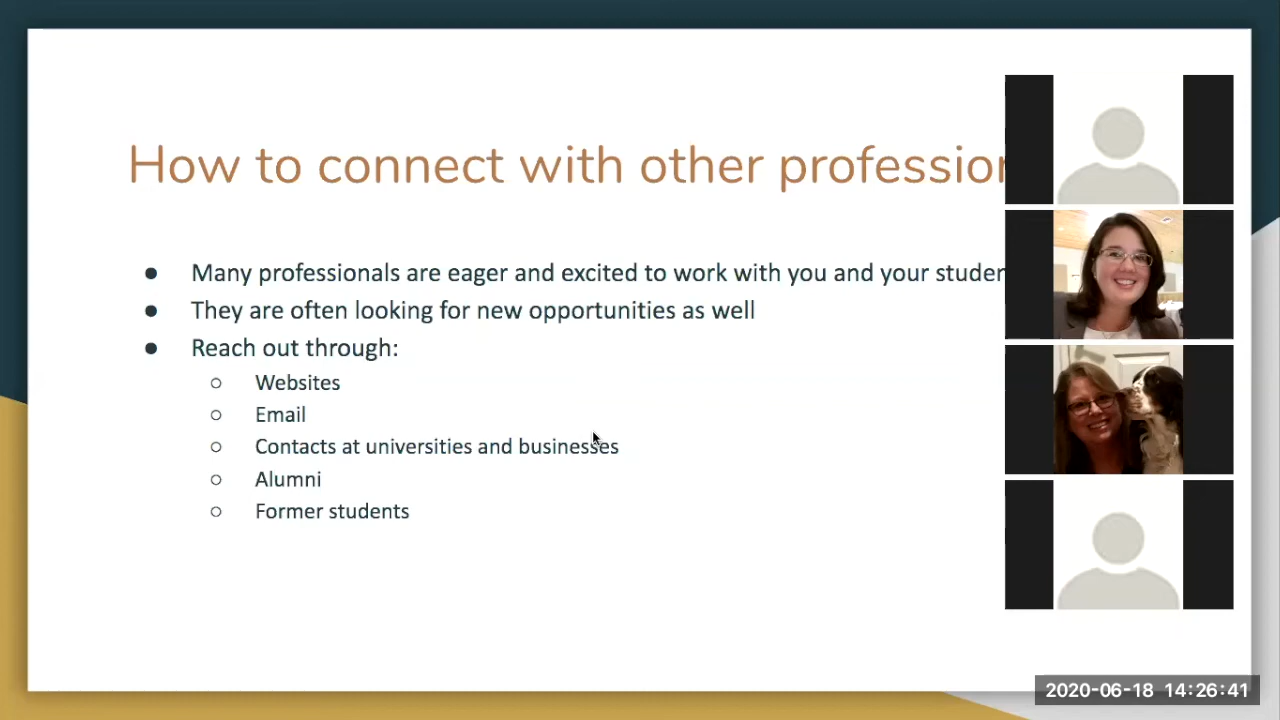 How to connect with other profession
● Many professionals are eager and excited to work with you and your studen
● They are often looking for new opportunities as well
● Reach out through:
○ Websites
○ Email
○ Contacts at universities and businesses
○ Alumni
○ Former students
2020-06-18 14:26:41